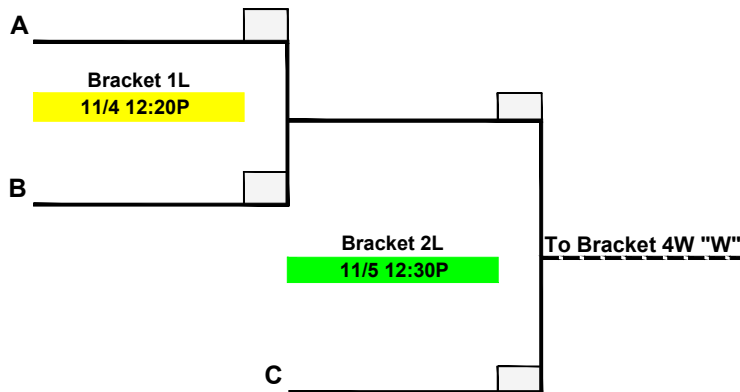 A
Bracket 1L
11/4 12:20P
B
Bracket 2L
11/5 12:30P
To Bracket 4W "W"
C